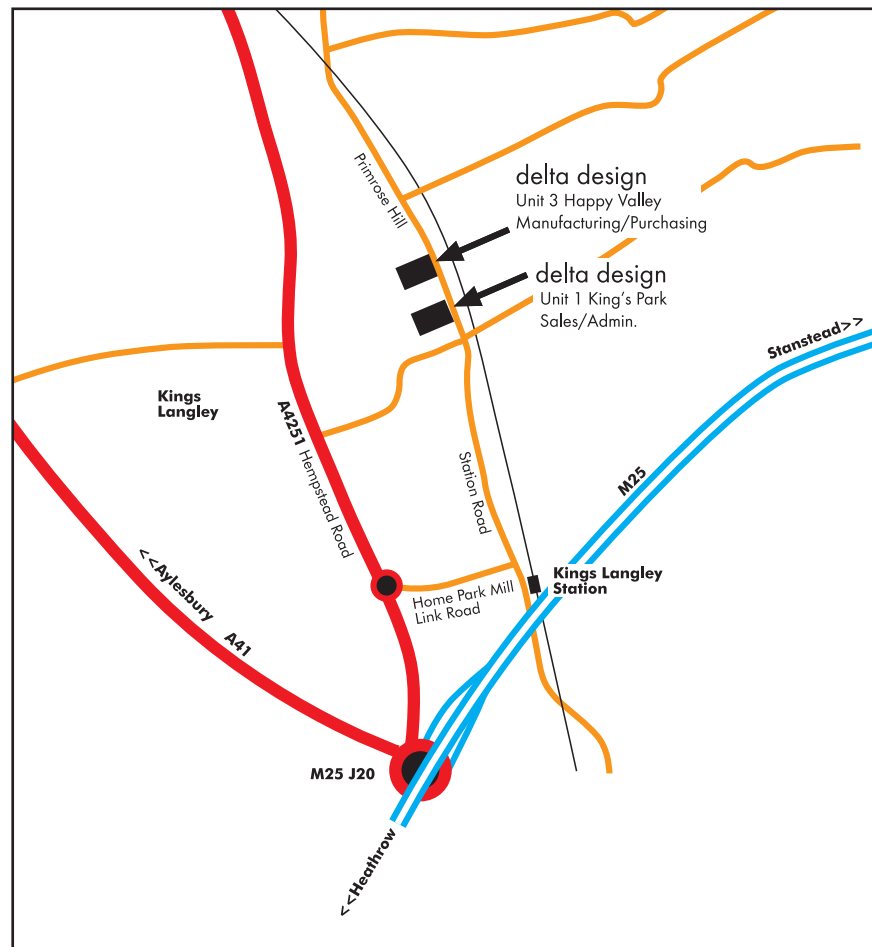 Primrose Hill
delta design
Unit 3 Happy Valley
Manufacturing/Purchasing
delta design
Unit 1 King's Park
Sales/Admin.
Stanstead>>
Kings
Langley
A4251 Hempstead Road
Station Road
M25
<<Aylesbury A41
Kings Langley
Station
Home Park Mill
Link Road
M25 J20
<<Heathrow